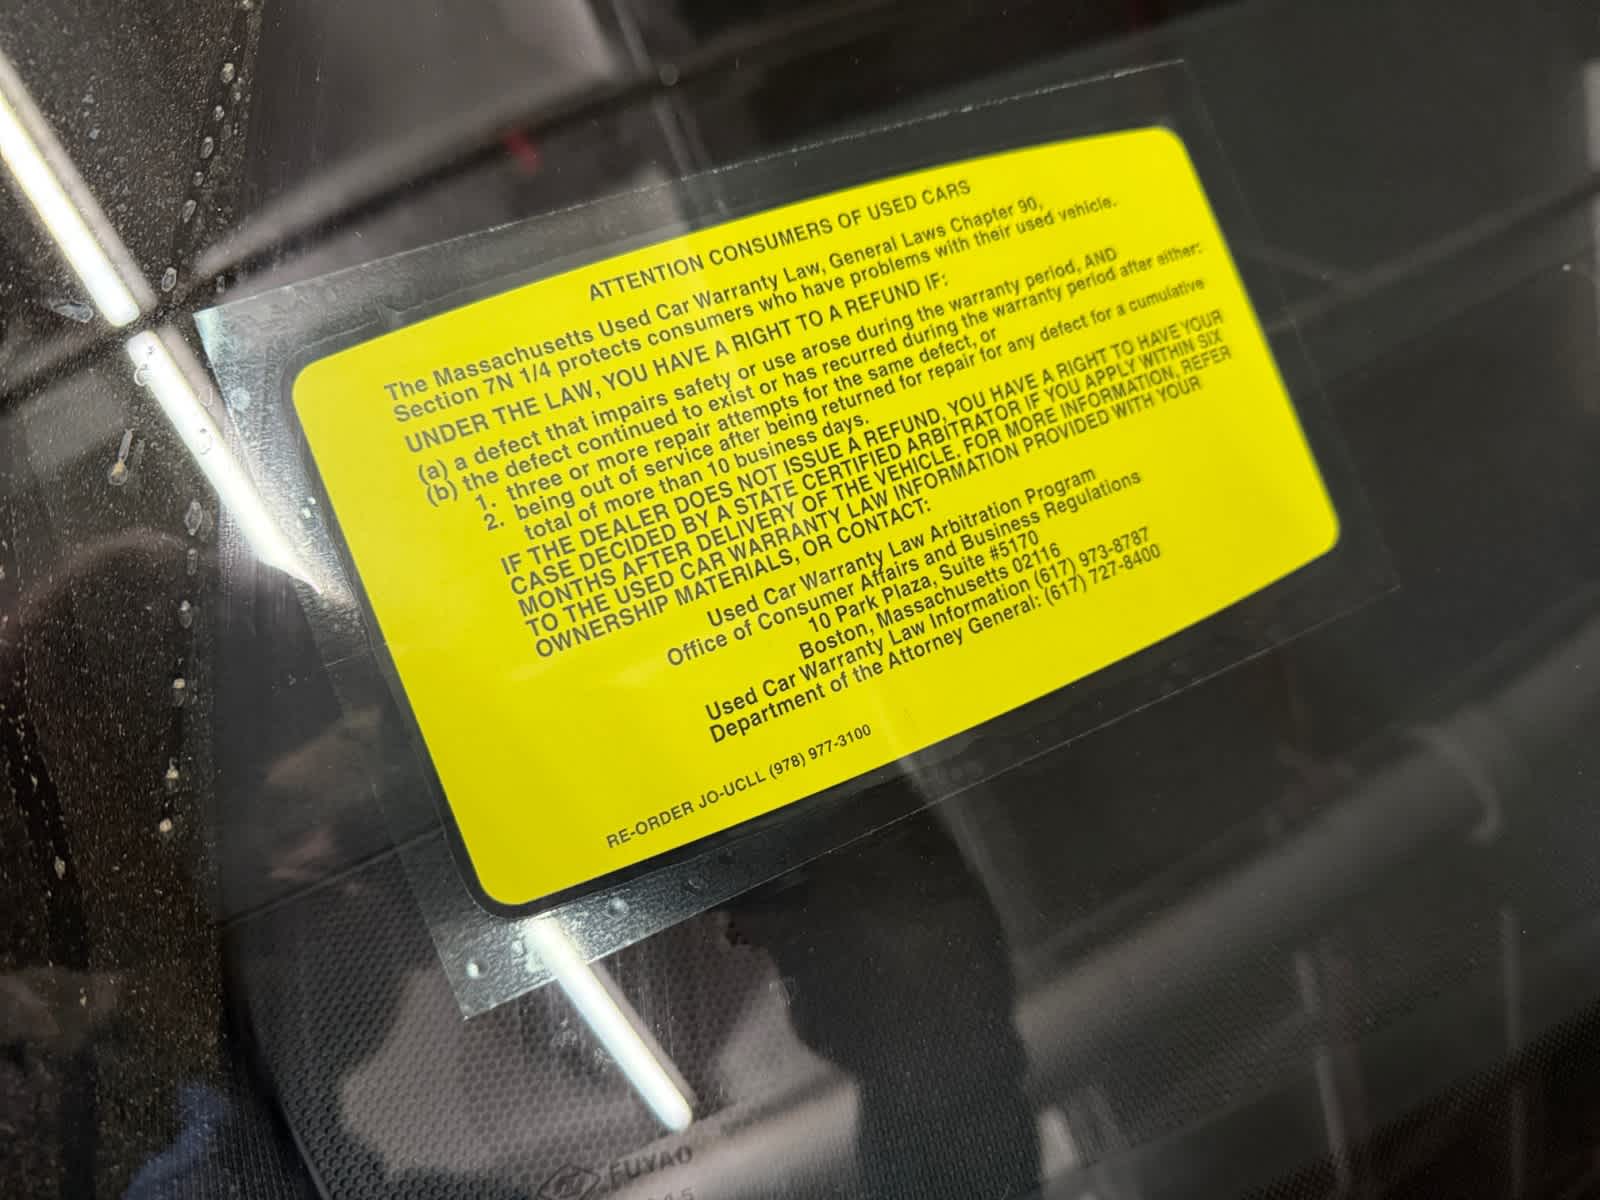 ATTENTION CONSUMERS OF USED CARS
The Massachusetts Used Car Warranty Law, General Laws Chapter 90,
Section 7N 1/4 protects consumers who have problems with their used vehicle.
UNDER THE LAW, YOU HAVE A RIGHT TO A REFUND IF:
(a) a defect that impairs safety or use arose during the warranty period, AND
(b) the defect continued to exist or has recurred during the warranty period after either:
1. three or more repair attempts for the same defect, or
2. being out of service after being returned for repair for any defect for a cumulative
total of more than 10 business days.
IF THE DEALER DOES NOT ISSUE A REFUND, YOU HAVE A RIGHT TO HAVE YOUR
CASE DECIDED BY A STATE CERTIFIED ARBITRATOR IF YOU APPLY WITHIN SIX
MONTHS AFTER DELIVERY OF THE VEHICLE. FOR MORE INFORMATION, REFER
TO THE USED CAR WARRANTY LAW INFORMATION PROVIDED WITH YOUR
OWNERSHIP MATERIALS, OR CONTACT:
Used Car Warranty Law Arbitration Program
Office of Consumer Affairs and Business Regulations
10 Park Plaza, Suite #5170
Boston, Massachusetts 02116
Used Car Warranty Law Information (617) 973-8787
Department of the Attorney General: (617) 727-8400
RE-ORDER JO-UCLL (978) 977-3100
FUYAO